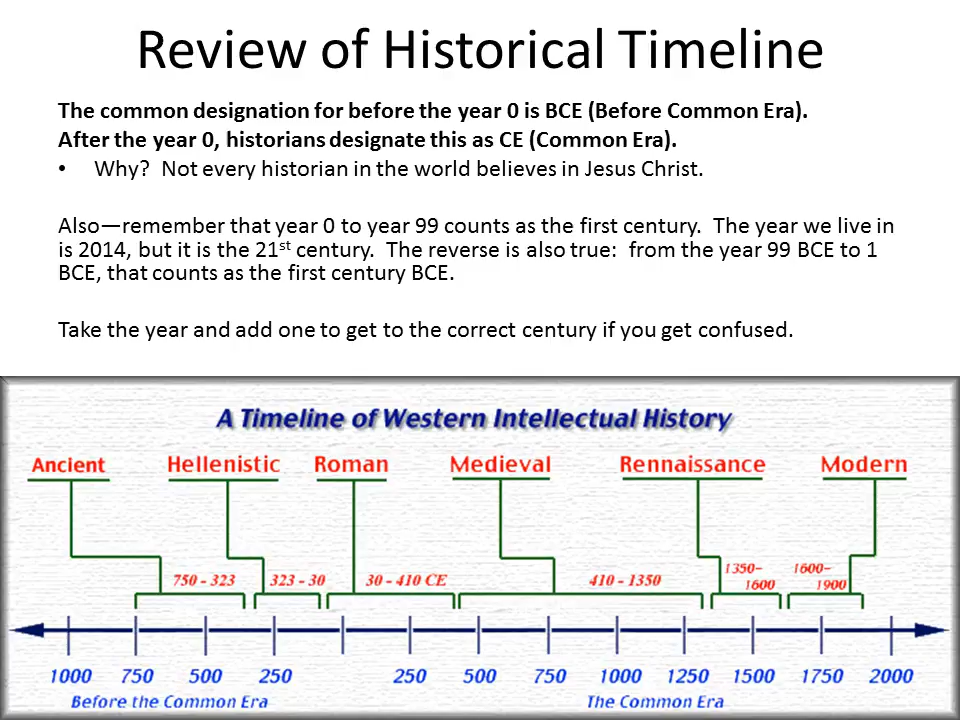 Review of Historical Timeline
The common designation for before the year 0 is BCE (Before Common Era).
After the year 0, historians designate this as CE (Common Era).
• Why?  Not every historian in the world believes in Jesus Christ.
Also—remember that year 0 to year 99 counts as the first century.  The year we live in
is 2014, but it is the 21st century.  The reverse is also true:  from the year 99 BCE to 1
BCE, that counts as the first century BCE.
Take the year and add one to get to the correct century if you get confused.
A Timeline of Western Intellectual History
Ancient Hellenistic Roman Medieval Rennaissance Modern
750 - 323 323 - 30 30 - 410 CE 410 - 1350 1350- 1600- 
1600 1900
1000 750 500 250 250 500 750 1000 1250 1500 1750 2000
Before the Common Era The Common Era